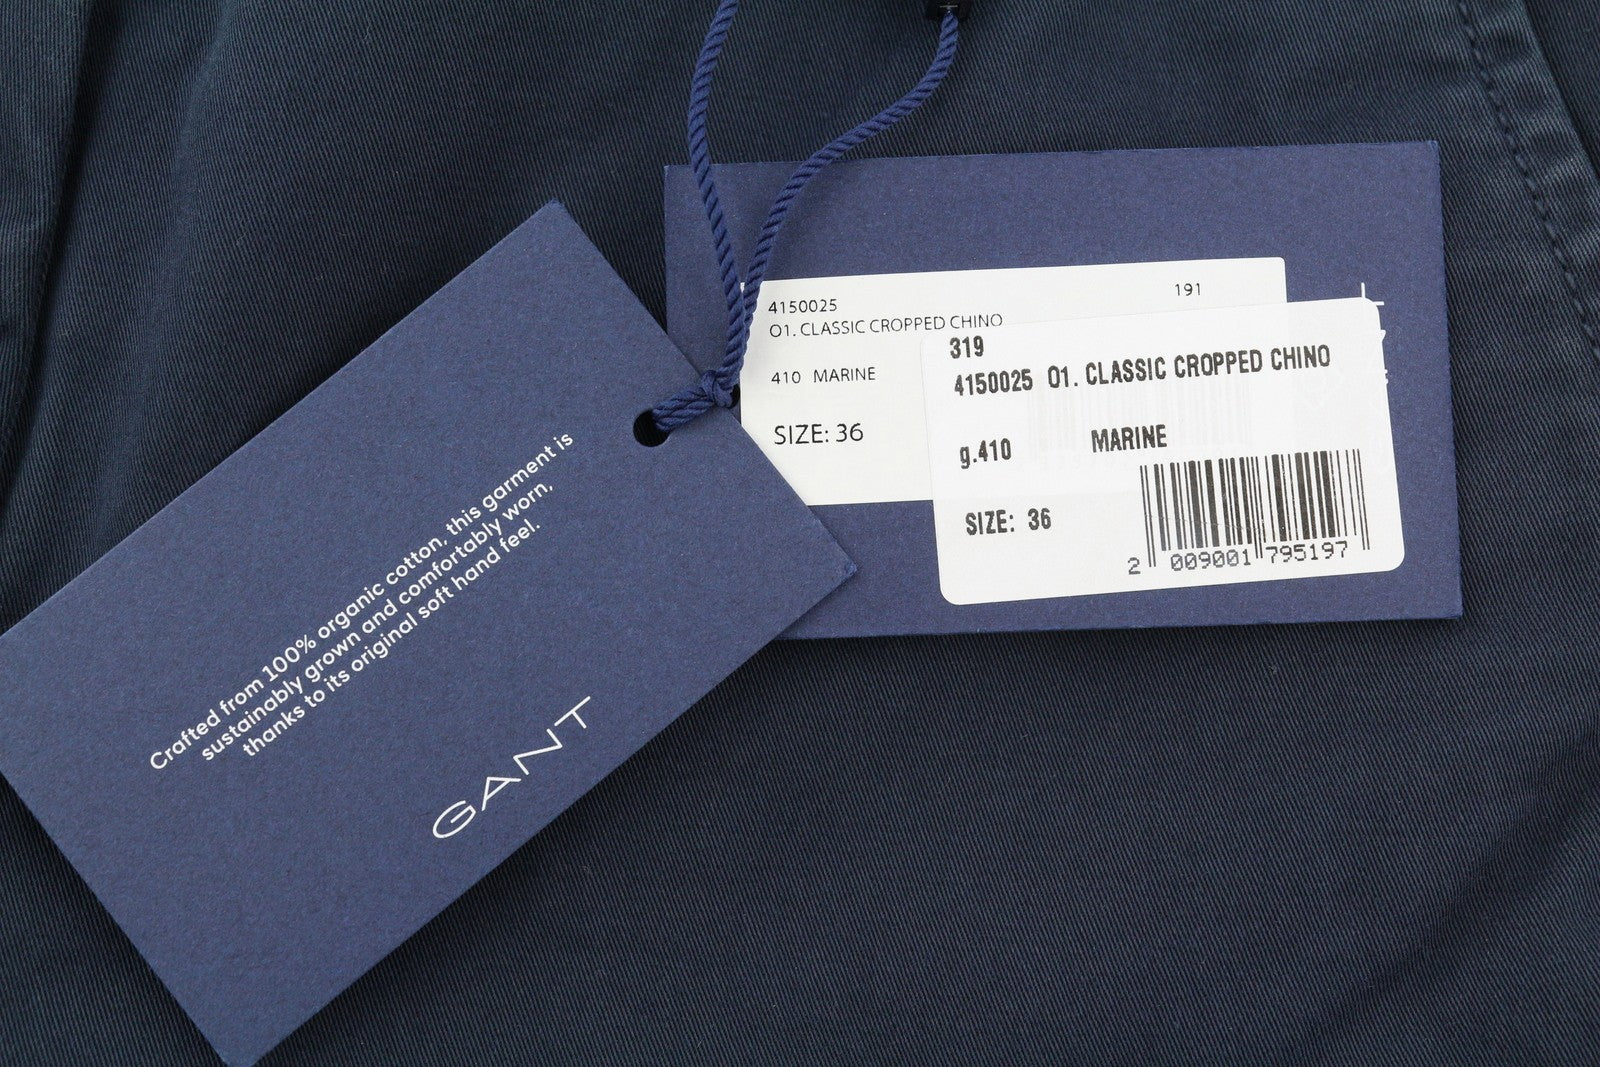 Crafted from 100% organic cotton, this garment is
sustainably grown and comfortably worn,
thanks to its original soft hand feel.
GANT
4150025 191
O1. CLASSIC CROPPED CHINO
410 MARINE
SIZE: 36
319
4150025 O1. CLASSIC CROPPED CHINO
g.410 MARINE
SIZE: 36
2 009001 795197